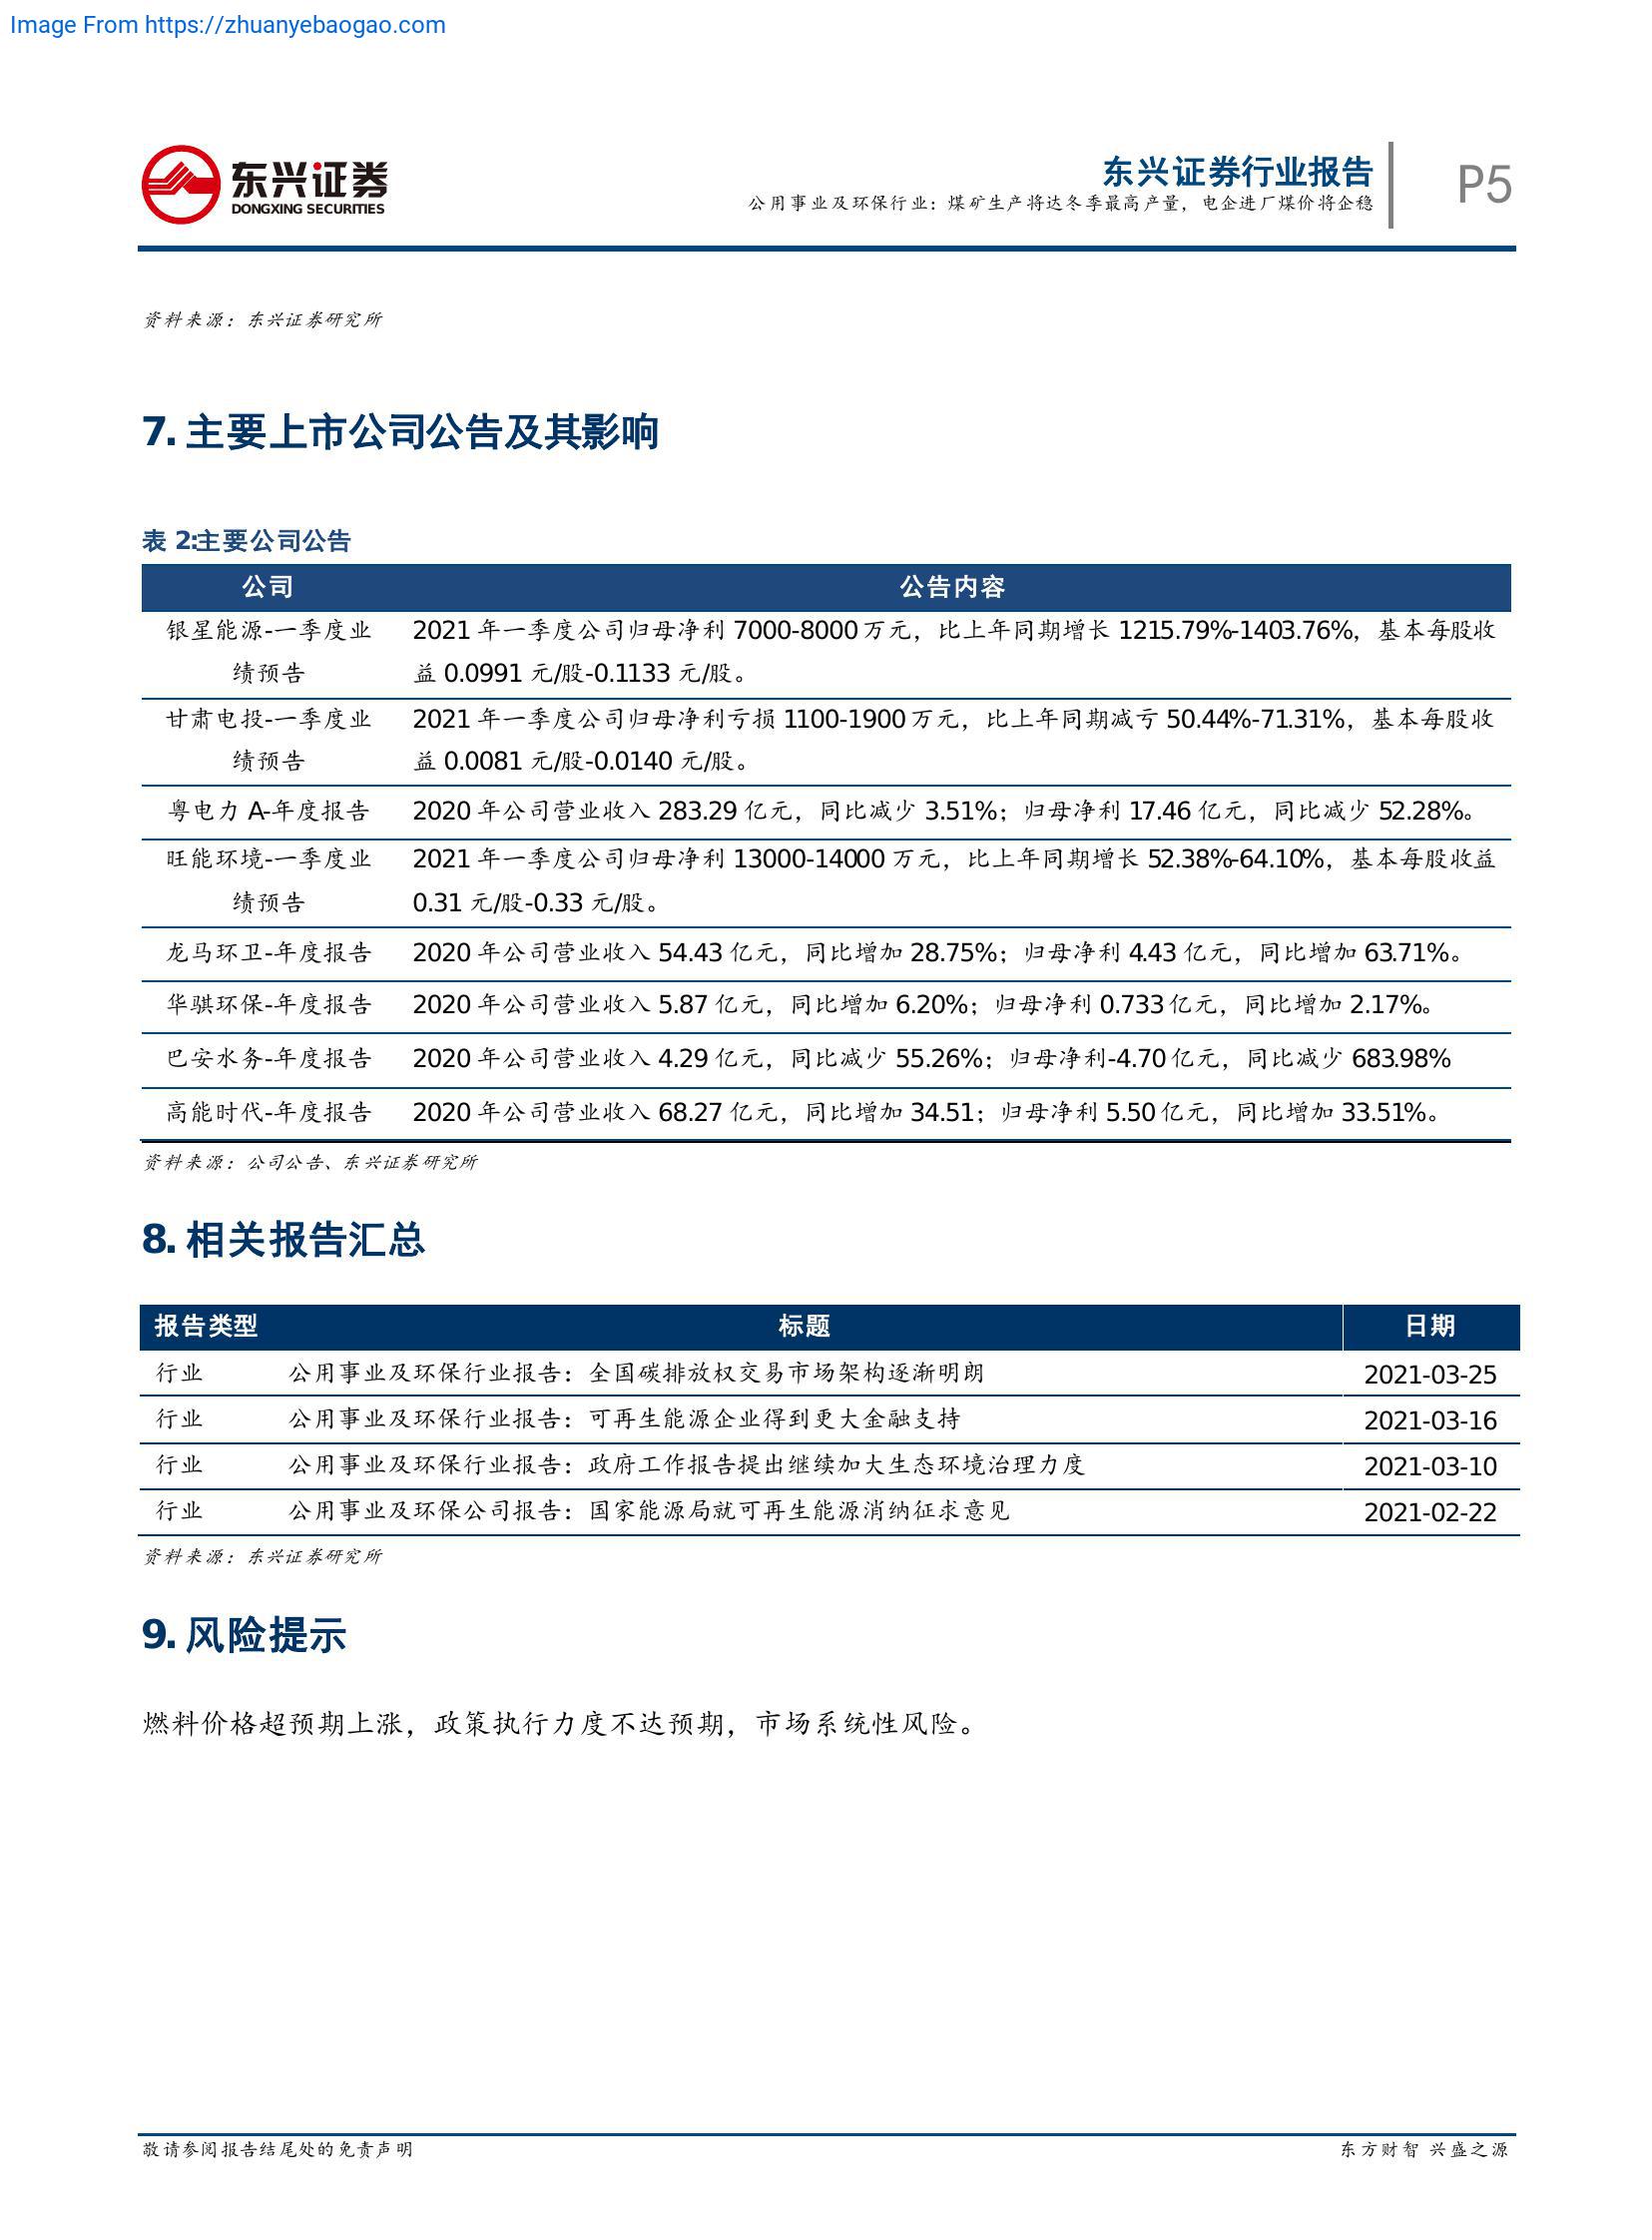 Image From https://zhuanyebaogao.com
东兴证券
DONGXING SECURITIES
东兴证券行业报告
公用事业及环保行业：煤矿生产将达冬季最高产量，电企进厂煤价将企稳
P5
资料来源：东兴证券研究所
7. 主要上市公司公告及其影响
表 2:主要公司公告
公司 公告内容
银星能源-一季度业 2021 年一季度公司归母净利 7000-8000 万元，比上年同期增长 1215.79%-1403.76%，基本每股收
绩预告 益 0.0991 元/股-0.1133 元/股。
甘肃电投-一季度业 2021 年一季度公司归母净利亏损 1100-1900 万元，比上年同期减亏 50.44%-71.31%，基本每股收
绩预告 益 0.0081 元/股-0.0140 元/股。
粤电力 A-年度报告 2020 年公司营业收入 283.29 亿元，同比减少 3.51%；归母净利 17.46 亿元，同比减少 52.28%。
旺能环境-一季度业 2021 年一季度公司归母净利 13000-14000 万元，比上年同期增长 52.38%-64.10%，基本每股收益
绩预告 0.31 元/股-0.33 元/股。
龙马环卫-年度报告 2020 年公司营业收入 54.43 亿元，同比增加 28.75%；归母净利 4.43 亿元，同比增加 63.71%。
华骐环保-年度报告 2020 年公司营业收入 5.87 亿元，同比增加 6.20%；归母净利 0.733 亿元，同比增加 2.17%。
巴安水务-年度报告 2020 年公司营业收入 4.29 亿元，同比减少 55.26%；归母净利-4.70 亿元，同比减少 683.98%
高能时代-年度报告 2020 年公司营业收入 68.27 亿元，同比增加 34.51；归母净利 5.50 亿元，同比增加 33.51%。
资料来源：公司公告、东兴证券研究所
8. 相关报告汇总
报告类型 标题 日期
行业 公用事业及环保行业报告：全国碳排放权交易市场架构逐渐明朗 2021-03-25
行业 公用事业及环保行业报告：可再生能源企业得到更大金融支持 2021-03-16
行业 公用事业及环保行业报告：政府工作报告提出继续加大生态环境治理力度 2021-03-10
行业 公用事业及环保公司报告：国家能源局就可再生能源消纳征求意见 2021-02-22
资料来源：东兴证券研究所
9. 风险提示
燃料价格超预期上涨，政策执行力度不达预期，市场系统性风险。
敬请参阅报告结尾处的免责声明
东方财智 兴盛之源